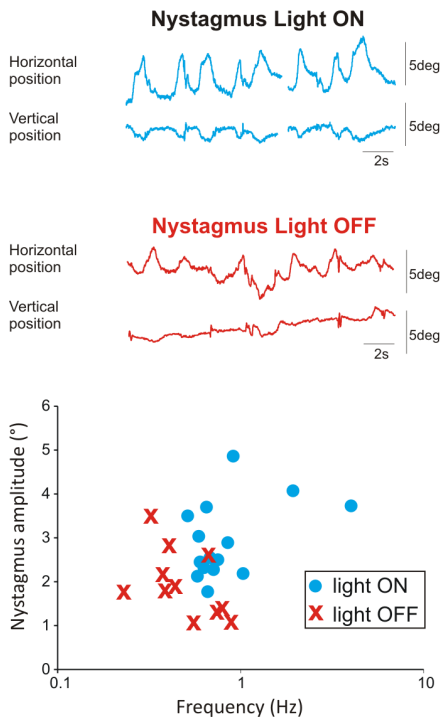 Nystagmus Light ON
Horizontal
position
5deg
Vertical
position
5deg
2s
Nystagmus Light OFF
Horizontal
position
5deg
Vertical
position
5deg
2s
6
5
4
3
2
1
0
Nystagmus amplitude (°)
light ON
X light OFF
0.1
1
10
Frequency (Hz)